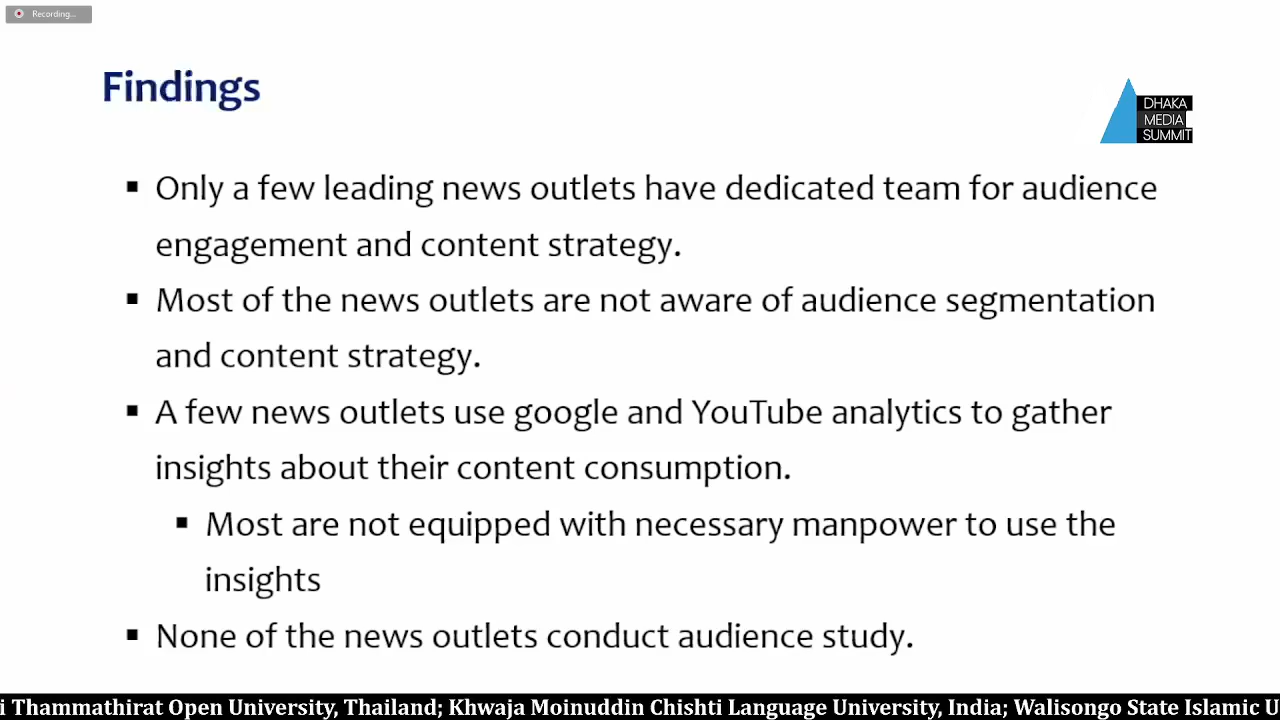 Recording...
Findings
DHAKA
MEDIA
SUMMIT
▪ Only a few leading news outlets have dedicated team for audience
engagement and content strategy.
▪ Most of the news outlets are not aware of audience segmentation
and content strategy.
▪ A few news outlets use google and YouTube analytics to gather
insights about their content consumption.
▪ Most are not equipped with necessary manpower to use the
insights
▪ None of the news outlets conduct audience study.
i Thammathirat Open University, Thailand; Khwaja Moinuddin Chishti Language University, India; Walisongo State Islamic U